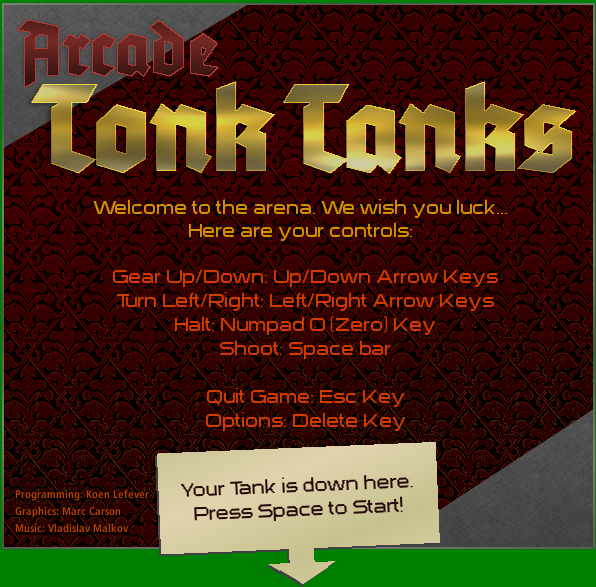 Arcade
Tonk Tanks
Welcome to the arena. We wish you luck...
Here are your controls:
Gear Up/Down: Up/Down Arrow Keys
Turn Left/Right: Left/Right Arrow Keys
Halt: Numpad 0 (Zero) Key
Shoot: Space bar
Quit Game: Esc Key
Options: Delete Key
Your Tank is down here.
Press Space to Start!
Programming: Koen Lefever
Graphics: Marc Carson
Music: Vladislav Malkov